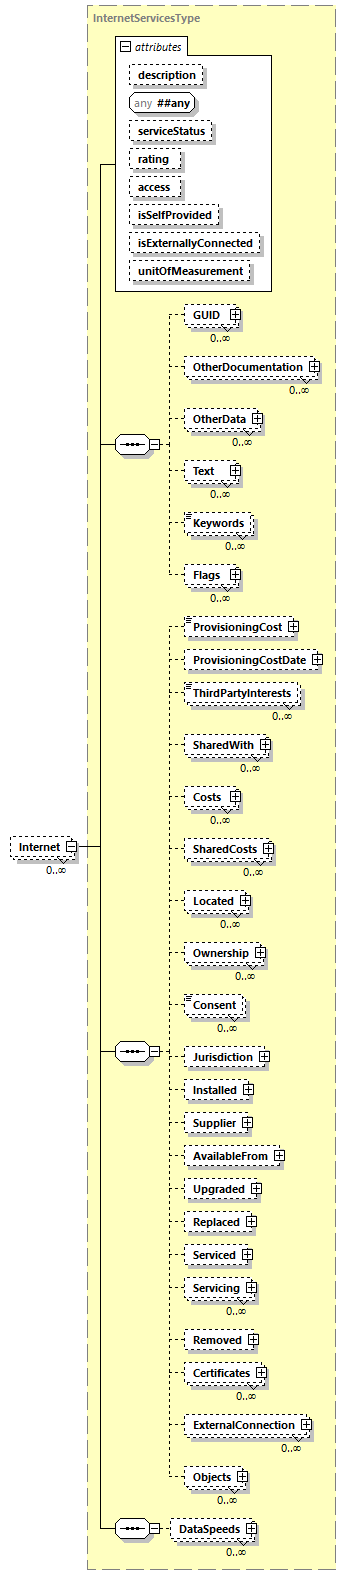 InternetServicesType
attributes
description
any ##any
serviceStatus
rating
access
isSelfProvided
isExternallyConnected
unitOfMeasurement
GUID
0..∞
OtherDocumentation
0..∞
OtherData
0..∞
Text
0..∞
Keywords
0..∞
Flags
0..∞
ProvisioningCost
ProvisioningCostDate
ThirdPartyInterests
0..∞
SharedWith
0..∞
Costs
0..∞
Internet
0..∞
SharedCosts
0..∞
Located
0..∞
Ownership
0..∞
Consent
0..∞
Jurisdiction
Installed
Supplier
AvailableFrom
Upgraded
Replaced
Serviced
Servicing
0..∞
Removed
Certificates
0..∞
ExternalConnection
0..∞
Objects
0..∞
DataSpeeds
0..∞